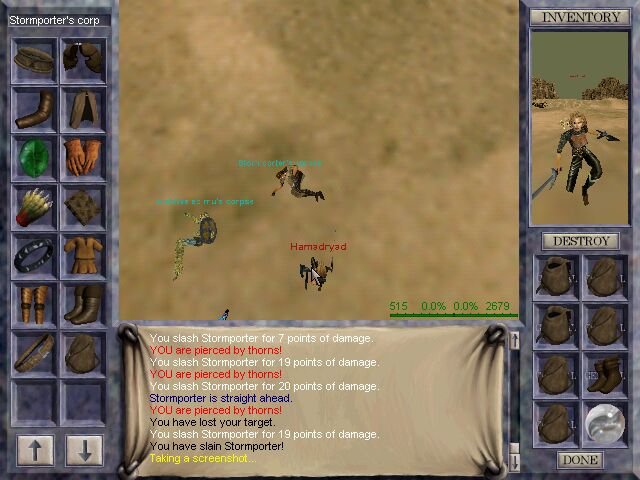 Stormporter's corp
INVENTORY
Stormporter's corpse
corpse
Hamadryad
515 0.0% 0.0% 2679
DESTROY
You slash Stormporter for 7 points of damage.
YOU are pierced by thorns!
You slash Stormporter for 19 points of damage.
YOU are pierced by thorns!
You slash Stormporter for 20 points of damage.
Stormporter is straight ahead.
YOU are pierced by thorns!
You have lost your target.
You slash Stormporter for 19 points of damage.
You have slain Stormporter!
Taking a screenshot...
DONE